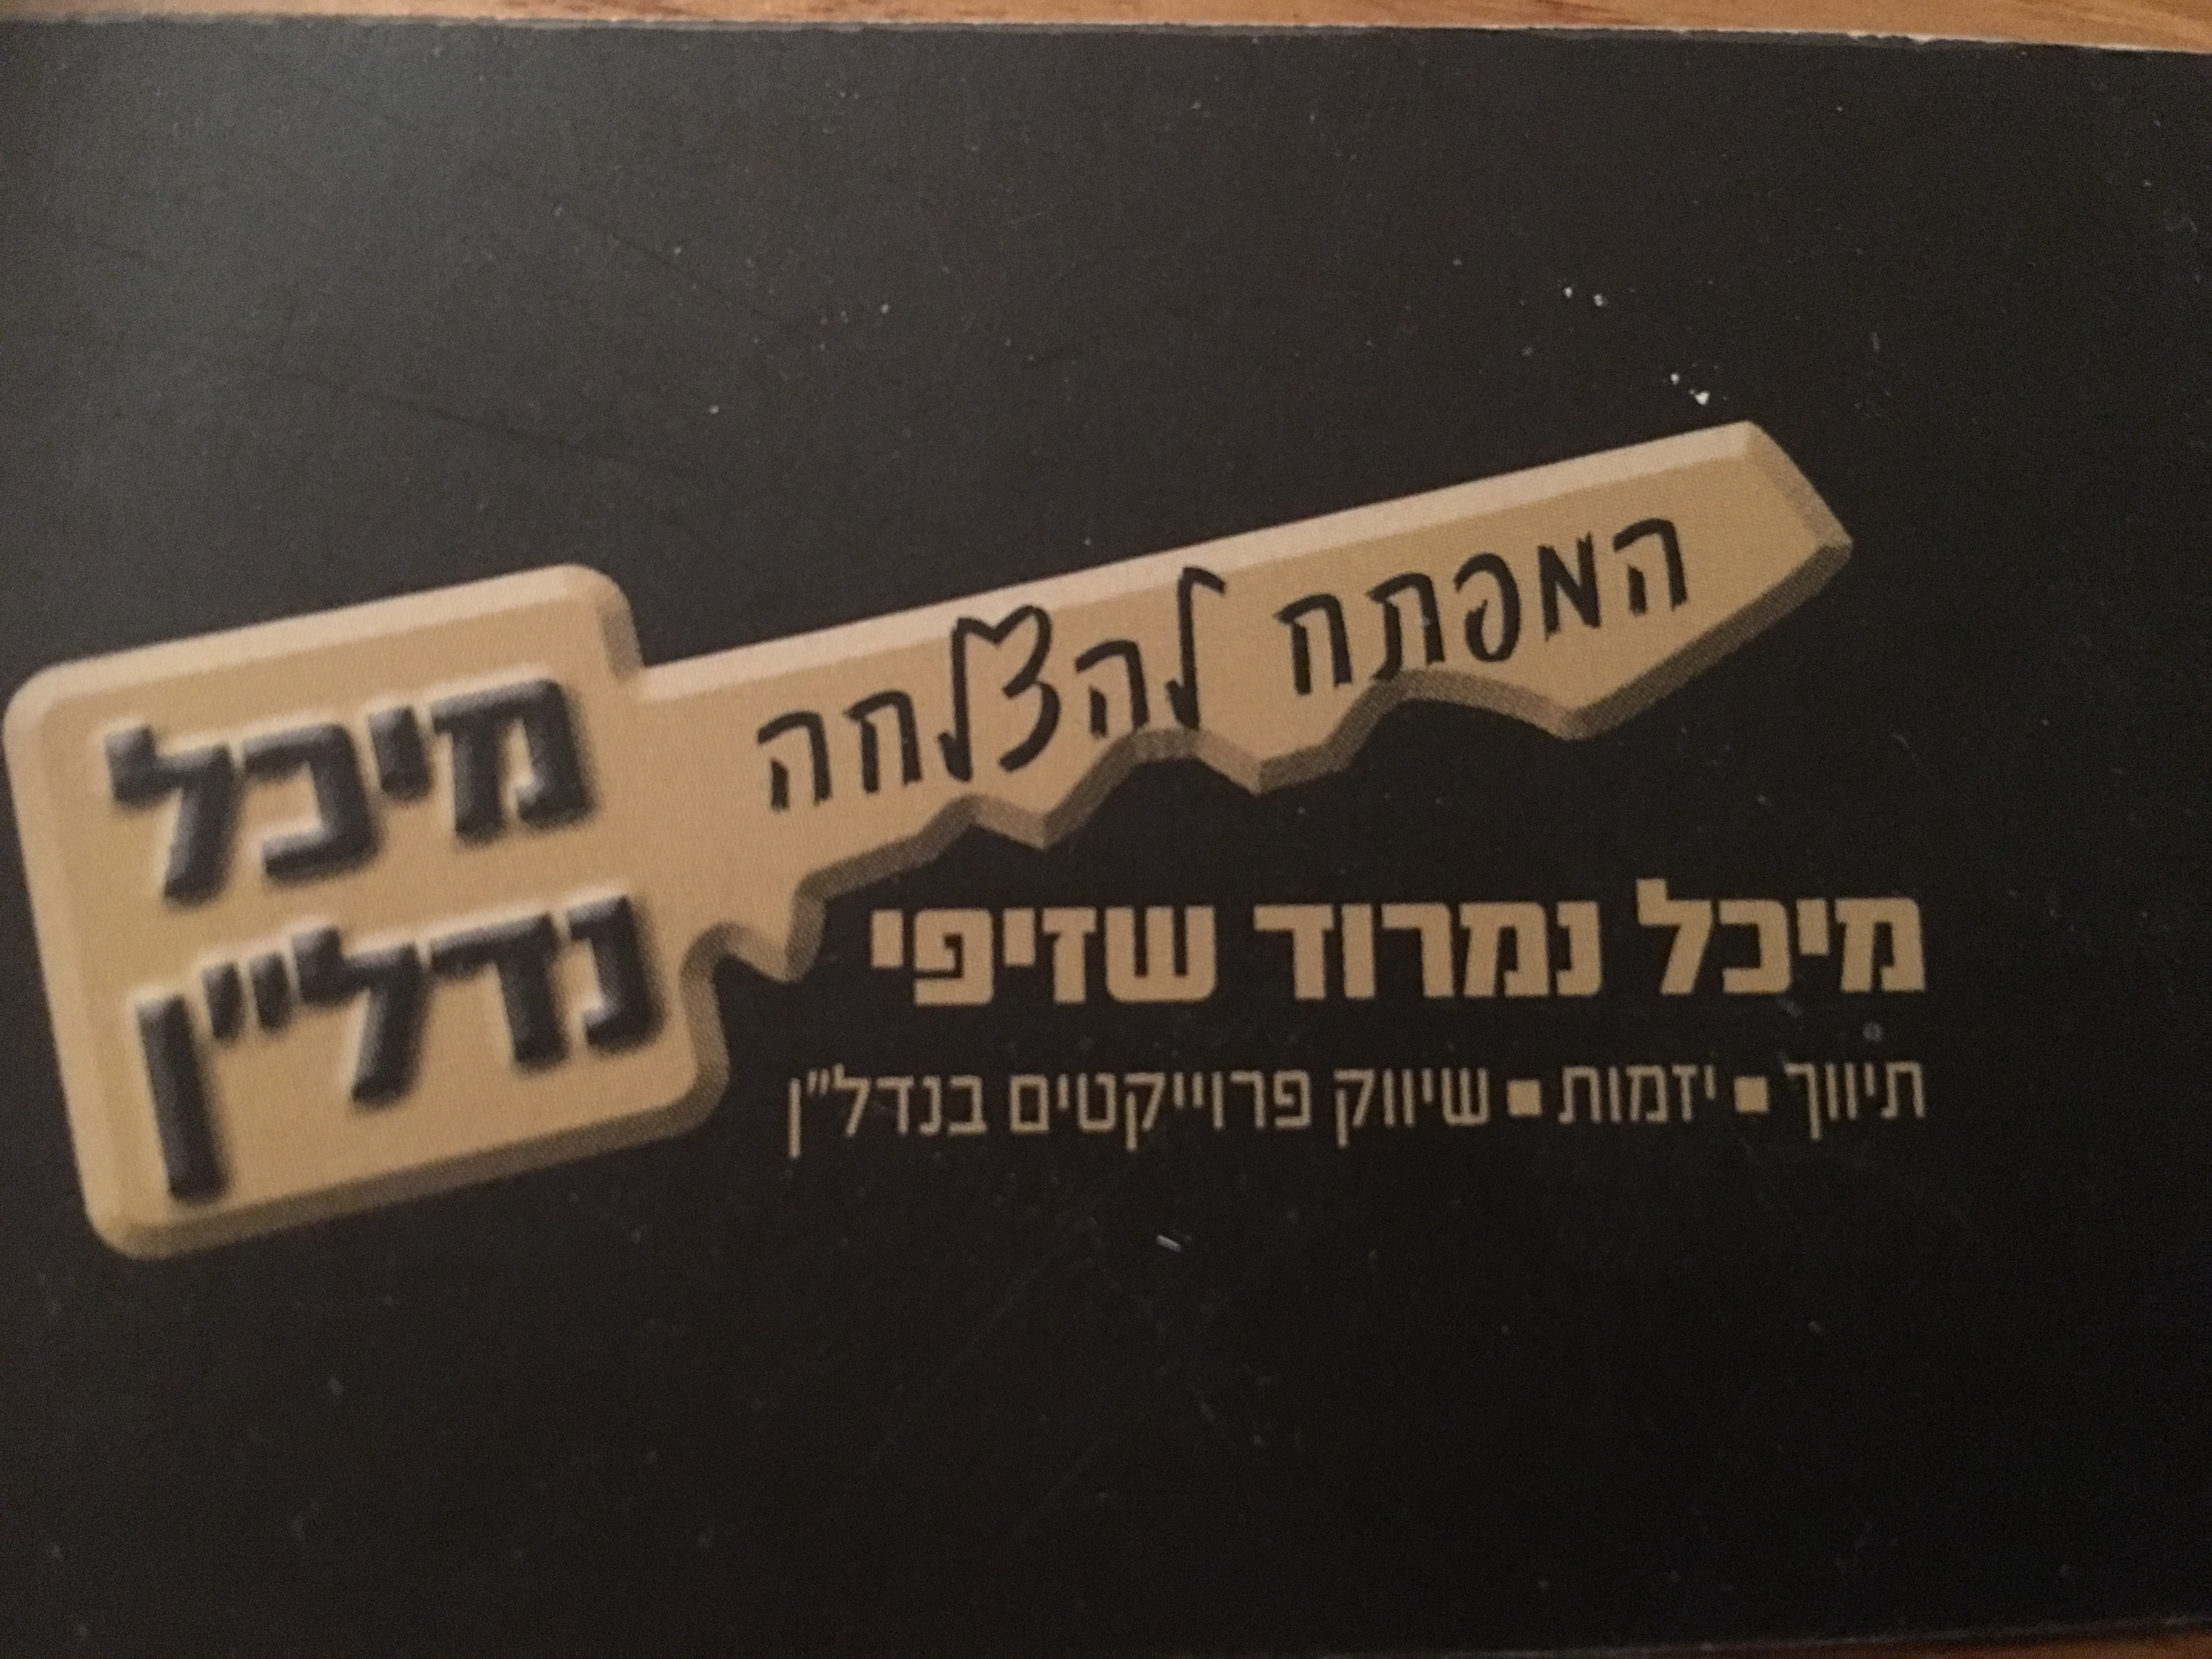 המפתח להצלחה
מיכל
נדל"ן
מיכל נמרוד שזיפי
תיווך ▪ יזמות ▪ שיווק פרוייקטים בנדל"ן